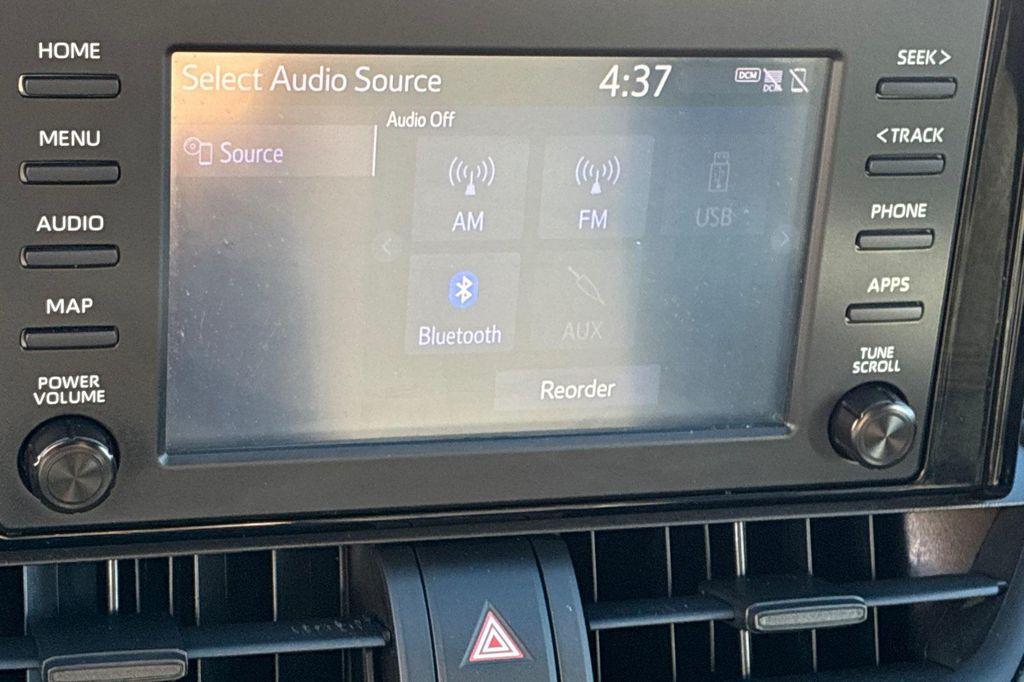 HOME
MENU
AUDIO
MAP
POWER
VOLUME
Select Audio Source
4:37
DCM
DCM
Source
Audio Off
AM
FM
USB
Bluetooth
AUX
Reorder
SEEK>
<TRACK
PHONE
APPS
TUNE
SCROLL